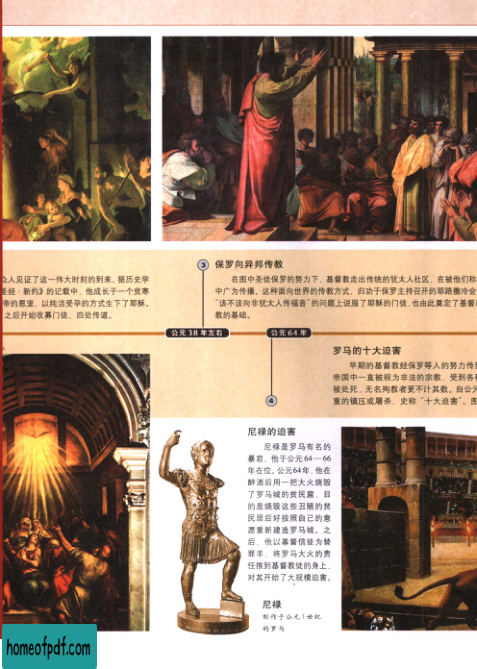 3 保罗向异邦传教
众人见证了这一伟大时刻的到来。据历史学
圣经·新约》的记载中，他成长于一个贫寒
帝的恩宠，以纯洁受孕的方式生下了耶稣。
之后开始收募门徒，四处传道。
在图中圣徒保罗的努力下，基督教走出传统的犹太人社区，在被他们称
中广为传播。这种面向世界的传教方式，归功于保罗主持召开的耶路撒冷会
“该不该向非犹太人传福音”的问题上说服了耶稣的门徒，也由此奠定了基督
教的基础。
公元 38 年左右
公元 64 年
4
罗马的十大迫害
早期的基督教经保罗等人的努力传
帝国中一直被视为非法的宗教，受到各
被处死，无名殉教者更不计其数。自公元
重的镇压或屠杀，史称“十大迫害”。图
尼禄的迫害
尼禄是罗马有名的
暴君，他于公元64—66
年在位。公元64年，他在
醉酒后用一把大火烧毁
了罗马城的贫民窟，目
的是烧毁这些丑陋的贫
民居后好按照自己的意
愿重新建造罗马城。之
后，他以基督信徒为替
罪羊，将罗马大火的责
任推到基督教徒的身上，
对其开始了大规模迫害。
尼禄
制作于公元1世纪
的罗马
homeofpdf.com